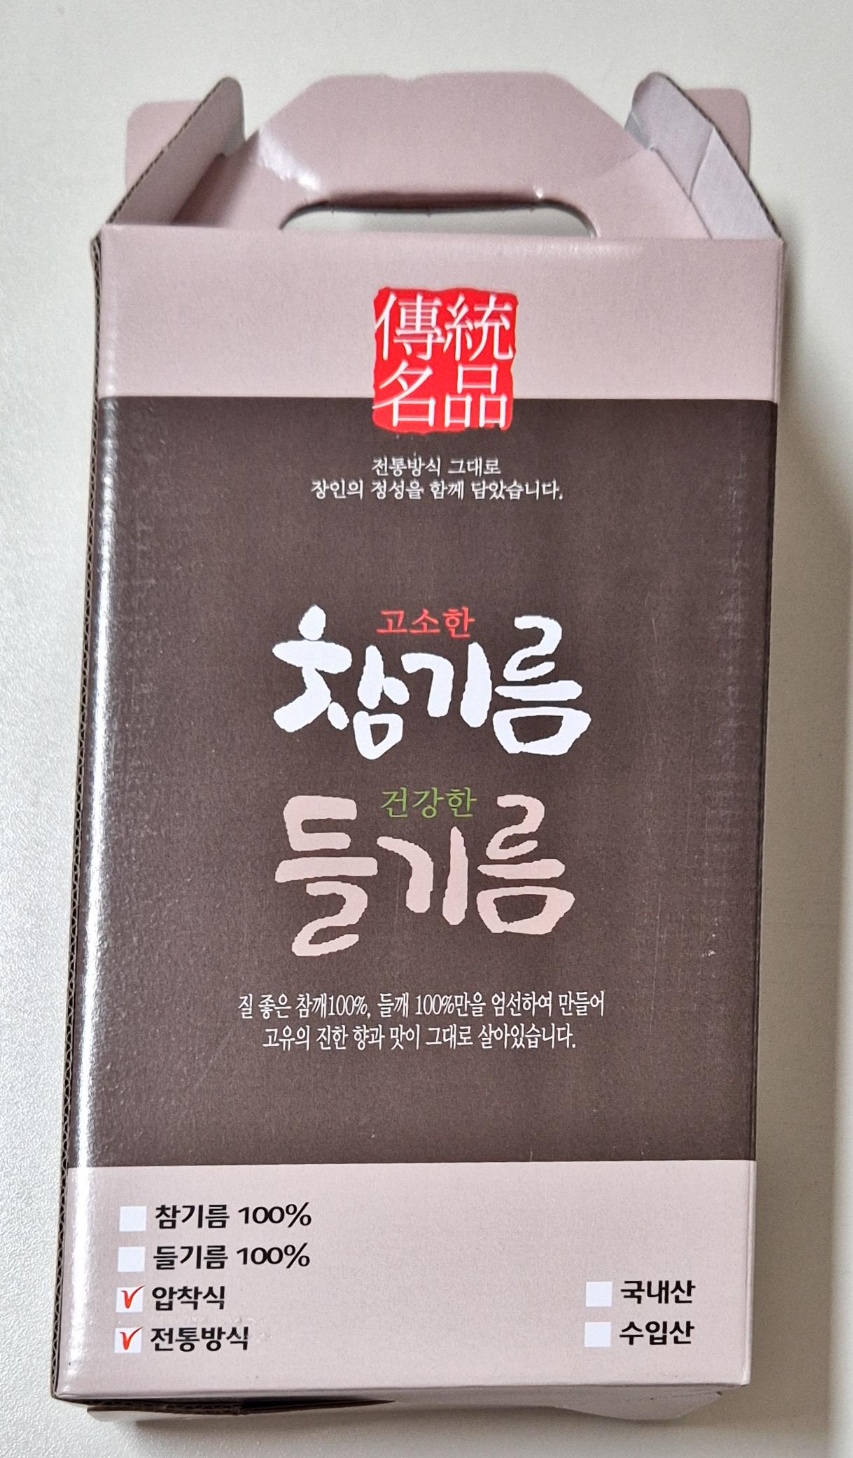 傳統
名品
전통방식 그대로
장인의 정성을 함께 담았습니다.
고소한
참기름
건강한
들기름
질 좋은 참깨100%, 들깨 100%만을 엄선하여 만들어
고유의 진한 향과 맛이 그대로 살아있습니다.
참기름 100%
들기름 100%
압착식
전통방식
국내산
수입산